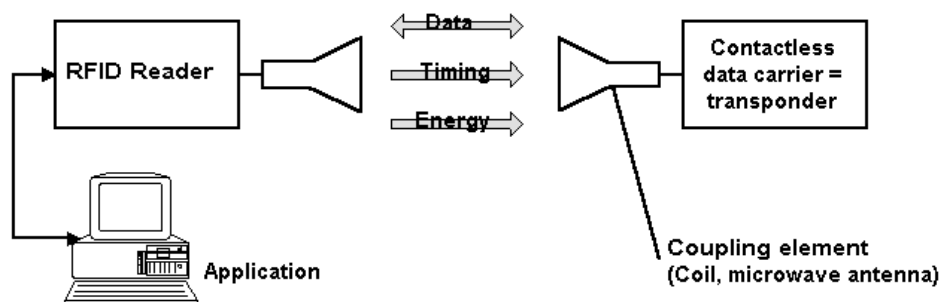 Data
RFID Reader
Timing
Energy
Contactless
data carrier =
transponder
Application
Coupling element
(Coil, microwave antenna)